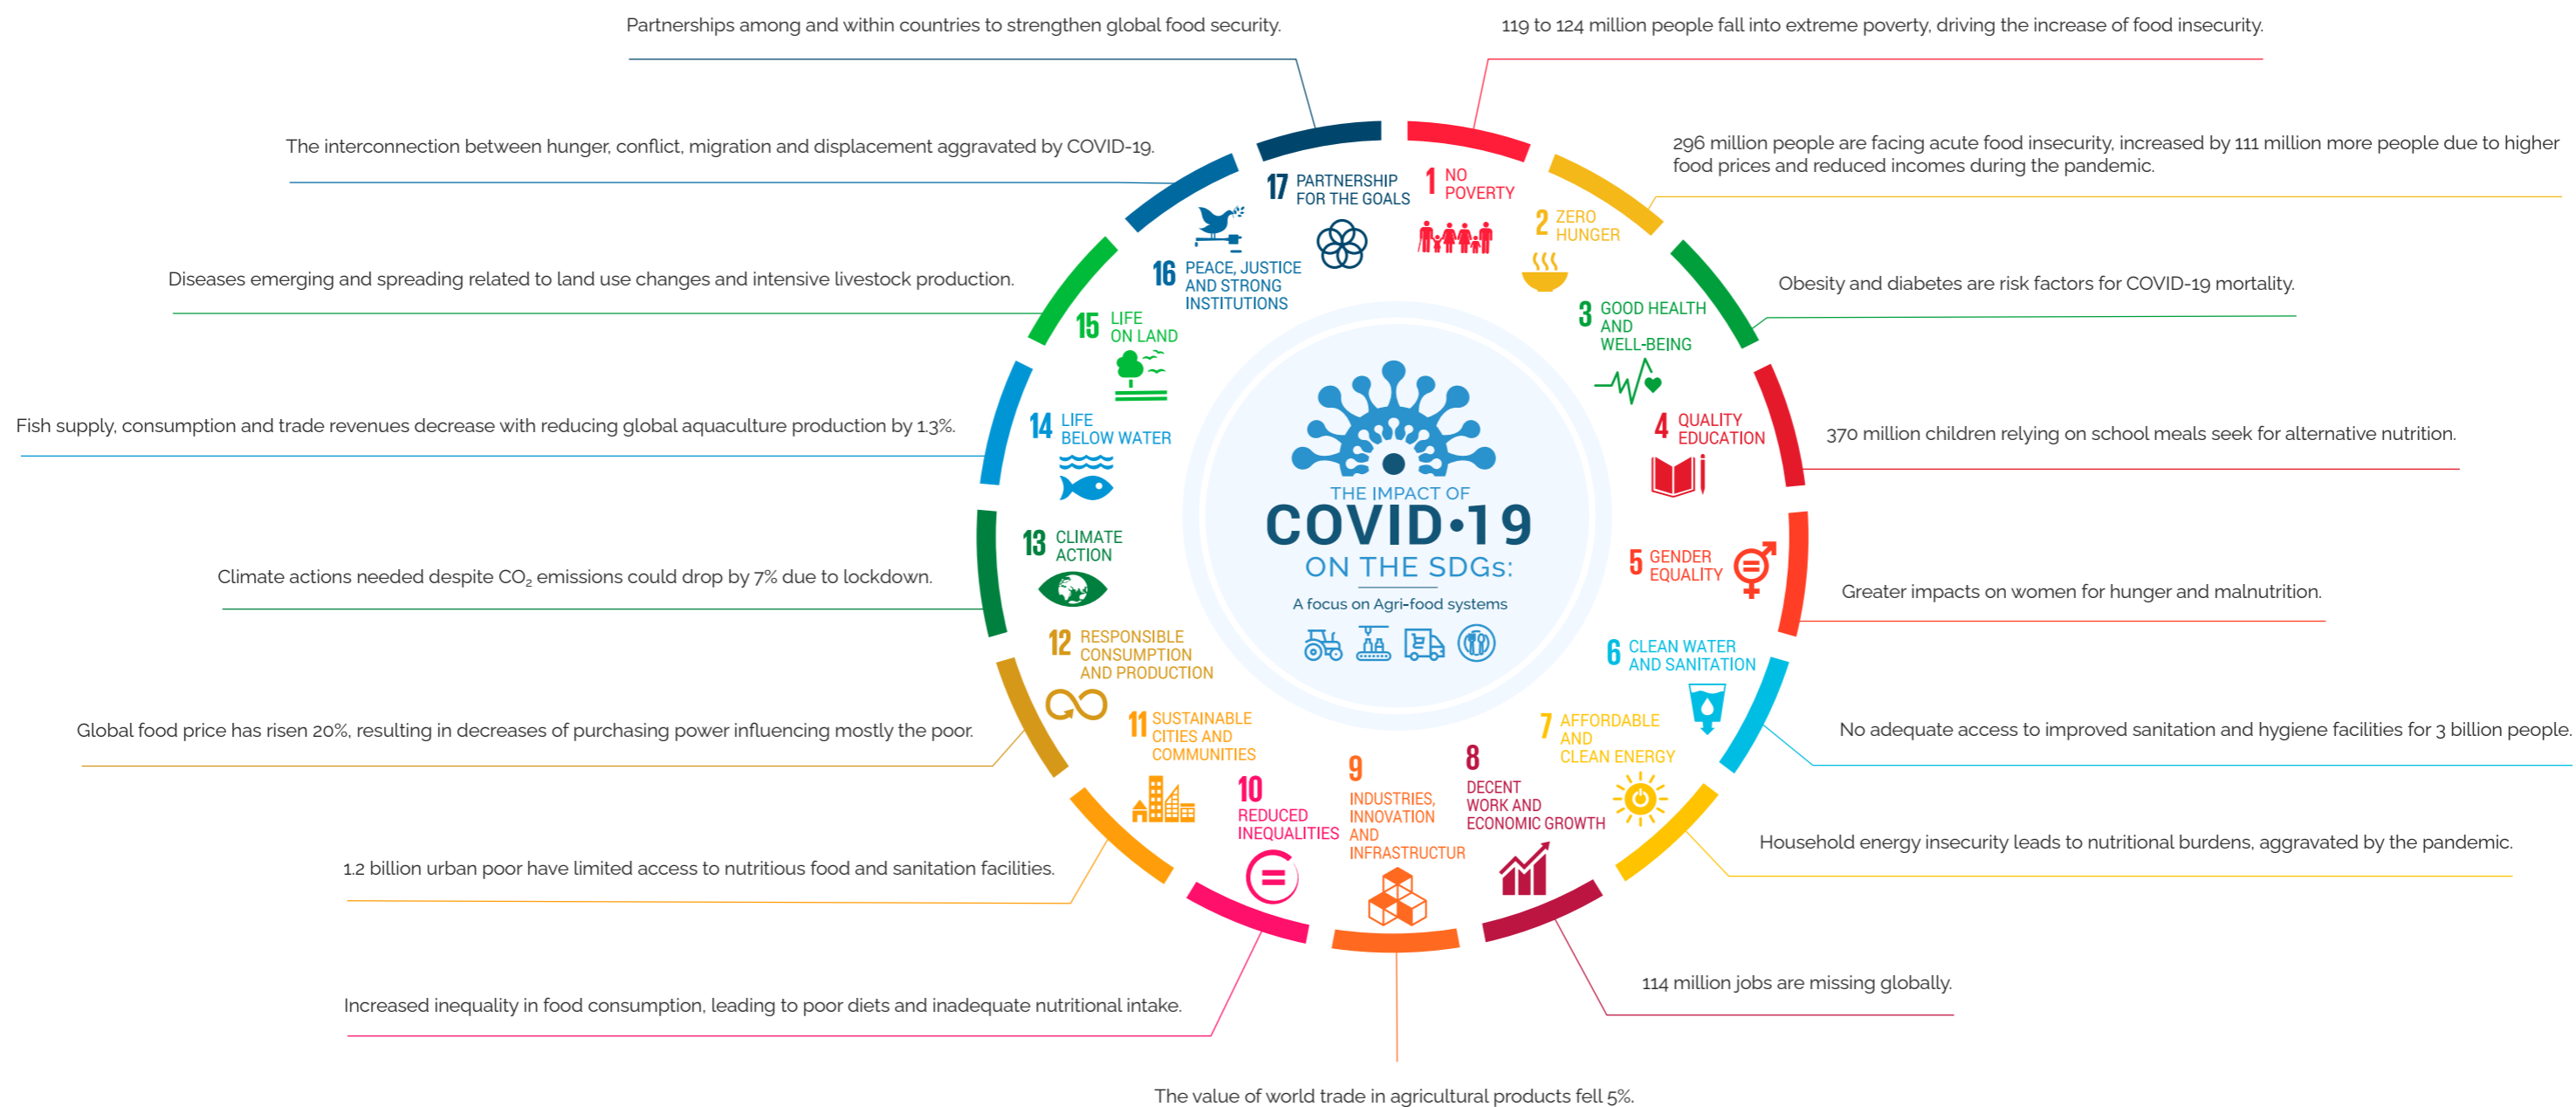 Partnerships among and within countries to strengthen global food security.
119 to 124 million people fall into extreme poverty, driving the increase of food insecurity.
The interconnection between hunger, conflict, migration and displacement aggravated by COVID-19.
296 million people are facing acute food insecurity, increased by 111 million more people due to higher
food prices and reduced incomes during the pandemic.
Diseases emerging and spreading related to land use changes and intensive livestock production.
Obesity and diabetes are risk factors for COVID-19 mortality.
Fish supply, consumption and trade revenues decrease with reducing global aquaculture production by 1.3%.
370 million children relying on school meals seek for alternative nutrition.
Climate actions needed despite CO₂ emissions could drop by 7% due to lockdown.
Greater impacts on women for hunger and malnutrition.
Global food price has risen 20%, resulting in decreases of purchasing power influencing mostly the poor.
No adequate access to improved sanitation and hygiene facilities for 3 billion people.
1.2 billion urban poor have limited access to nutritious food and sanitation facilities.
Household energy insecurity leads to nutritional burdens, aggravated by the pandemic.
Increased inequality in food consumption, leading to poor diets and inadequate nutritional intake.
114 million jobs are missing globally.
The value of world trade in agricultural products fell 5%.
1 NO
POVERTY
2 ZERO
HUNGER
3 GOOD HEALTH
AND
WELL-BEING
4 QUALITY
EDUCATION
5 GENDER
EQUALITY
6 CLEAN WATER
AND SANITATION
7 AFFORDABLE
AND
CLEAN ENERGY
8
DECENT
WORK AND
ECONOMIC GROWTH
9
INDUSTRIES,
INNOVATION
AND
INFRASTRUCTUR
10
REDUCED
INEQUALITIES
11 SUSTAINABLE
CITIES AND
COMMUNITIES
12 RESPONSIBLE
CONSUMPTION
AND PRODUCTION
13 CLIMATE
ACTION
14 LIFE
BELOW WATER
15 LIFE
ON LAND
16 PEACE, JUSTICE
AND STRONG
INSTITUTIONS
17 PARTNERSHIP
FOR THE GOALS
THE IMPACT OF
COVID•19
ON THE SDGs:
A focus on Agri-food systems